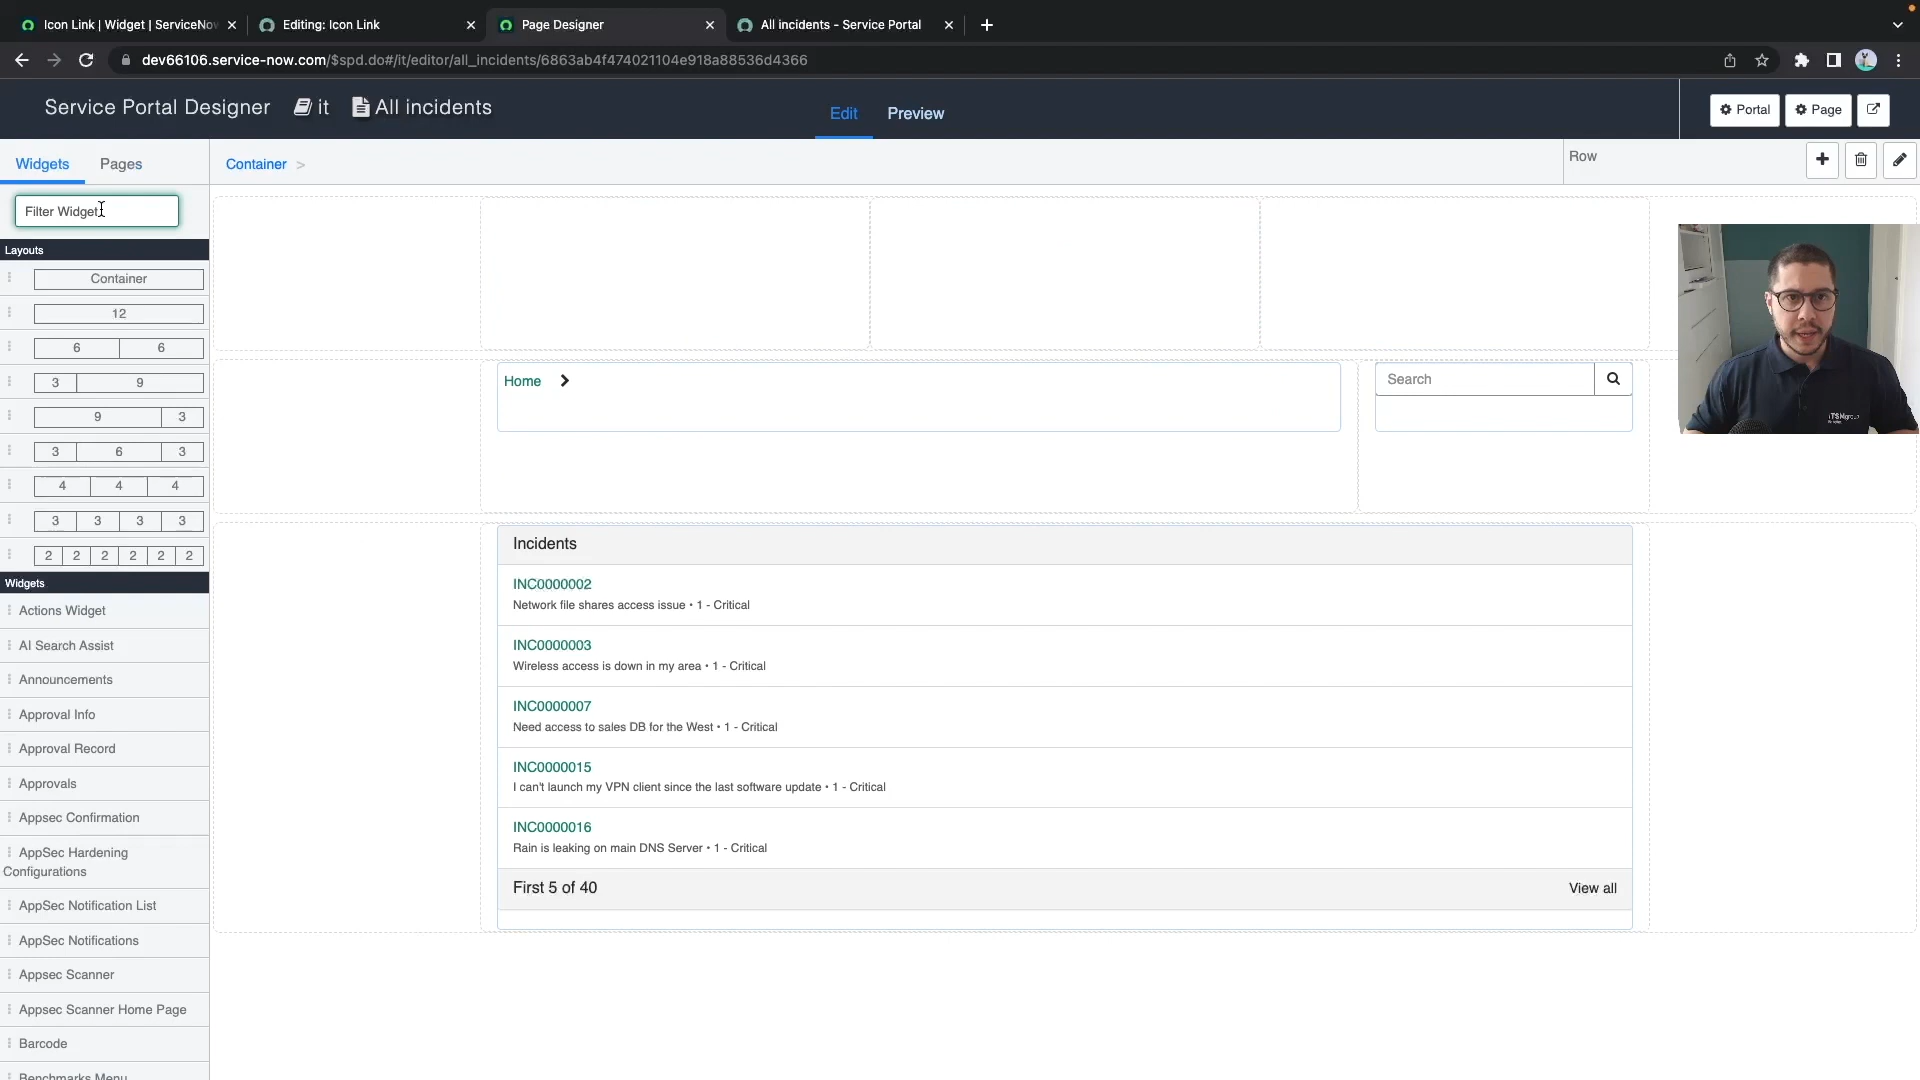 Icon Link | Widget | ServiceNow
Editing: Icon Link
Page Designer
All incidents - Service Portal
dev66106.service-now.com/$spd.do#/it/editor/all_incidents/6863ab4f474021104e918a88536d4366
Service Portal Designer
it
All incidents
Edit
Preview
Portal
Page
Widgets
Pages
Container >
Row
Filter Widget
Layouts
Container
12
6 6
3 9
9 3
3 6 3
4 4 4
3 3 3 3
2 2 2 2 2 2
Widgets
Actions Widget
AI Search Assist
Announcements
Approval Info
Approval Record
Approvals
Appsec Confirmation
AppSec Hardening
Configurations
AppSec Notification List
AppSec Notifications
Appsec Scanner
Appsec Scanner Home Page
Barcode
Benchmarks Menu
Home
Search
Incidents
INC0000002
Network file shares access issue • 1 - Critical
INC0000003
Wireless access is down in my area • 1 - Critical
INC0000007
Need access to sales DB for the West • 1 - Critical
INC0000015
I can't launch my VPN client since the last software update • 1 - Critical
INC0000016
Rain is leaking on main DNS Server • 1 - Critical
First 5 of 40
View all